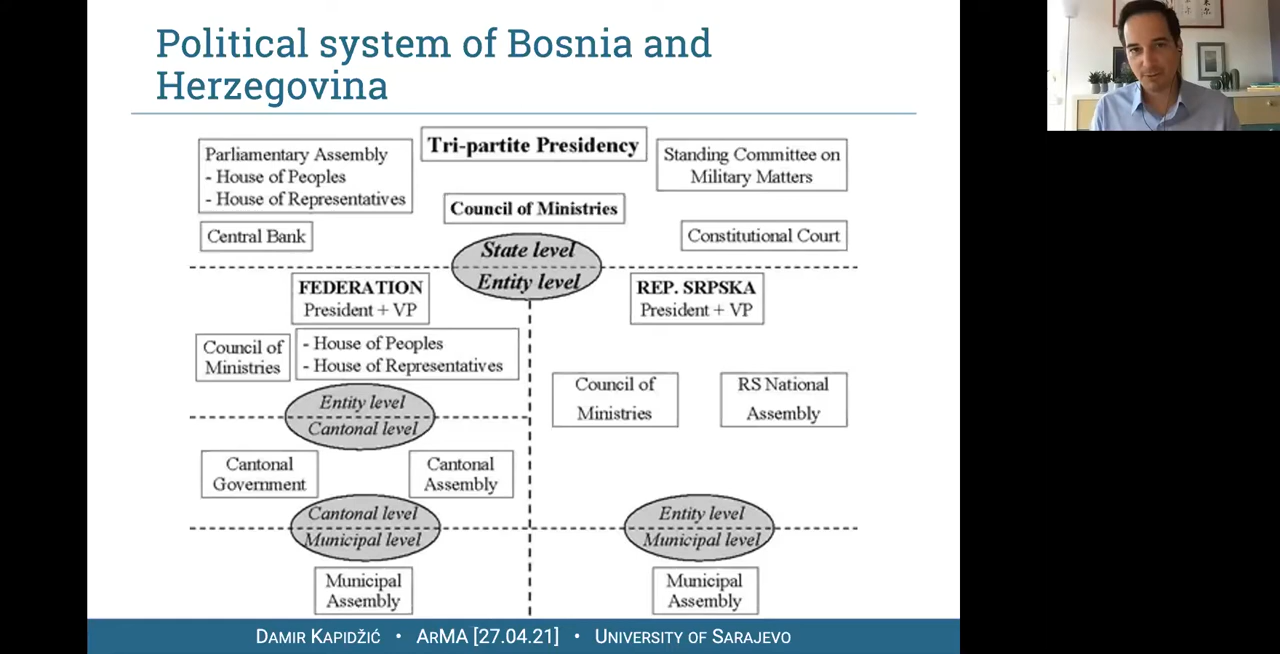 Political system of Bosnia and
Herzegovina
Parliamentary Assembly
- House of Peoples
- House of Representatives
Tri-partite Presidency
Standing Committee on
Military Matters
Council of Ministries
Central Bank
Constitutional Court
State level
Entity level
FEDERATION
President + VP
REP. SRPSKA
President + VP
Council of
Ministries
- House of Peoples
- House of Representatives
Council of
Ministries
RS National
Assembly
Entity level
Cantonal level
Cantonal
Government
Cantonal
Assembly
Cantonal level
Municipal level
Entity level
Municipal level
Municipal
Assembly
Municipal
Assembly
DAMIR KAPIDŽIĆ • ARMA [27.04.21] • UNIVERSITY OF SARAJEVO